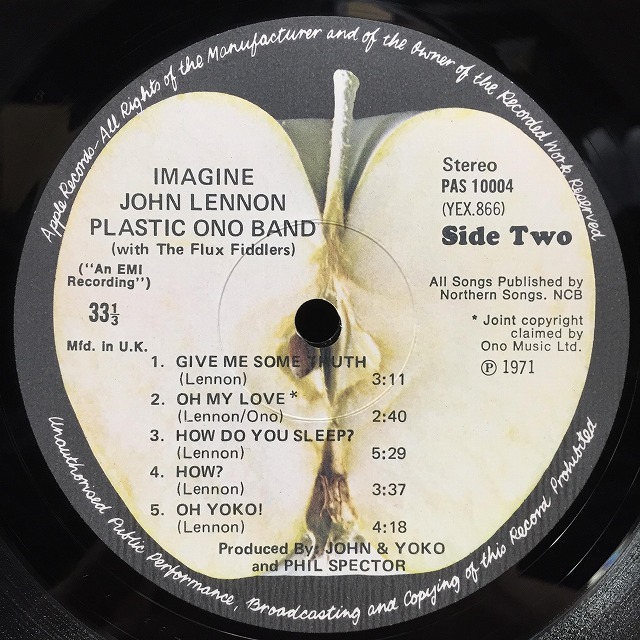 Apple Records—All Rights of the Manufacturer and of the Owner of the Recorded Work Reserved
IMAGINE
JOHN LENNON
PLASTIC ONO BAND
(with The Flux Fiddlers)
("An EMI
Recording")
33⅓
Mfd. in U.K.
Stereo
PAS 10004
(YEX.866)
Side Two
All Songs Published by
Northern Songs. NCB
* Joint copyright
claimed by
Ono Music Ltd.
℗ 1971
1. GIVE ME SOME TRUTH
(Lennon) 3:11
2. OH MY LOVE *
(Lennon/Ono) 2:40
3. HOW DO YOU SLEEP?
(Lennon) 5:29
4. HOW?
(Lennon) 3:37
5. OH YOKO!
(Lennon) 4:18
Produced By: JOHN & YOKO
and PHIL SPECTOR
Unauthorised Public Performance, Broadcasting and Copying of this Record Prohibited